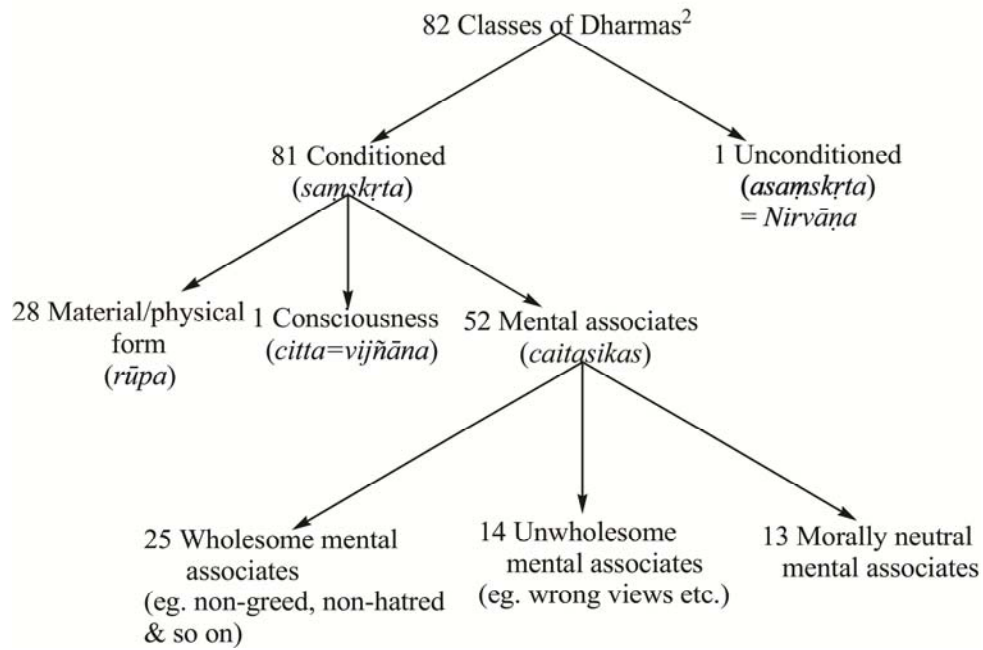 82 Classes of Dharmas²
81 Conditioned
(saṃskṛta)
1 Unconditioned
(asaṃskṛta)
= Nirvāṇa
28 Material/physical
form
(rūpa)
1 Consciousness
(citta=vijñāna)
52 Mental associates
(caitasikas)
25 Wholesome mental
associates
(eg. non-greed, non-hatred
& so on)
14 Unwholesome
mental associates
(eg. wrong views etc.)
13 Morally neutral
mental associates